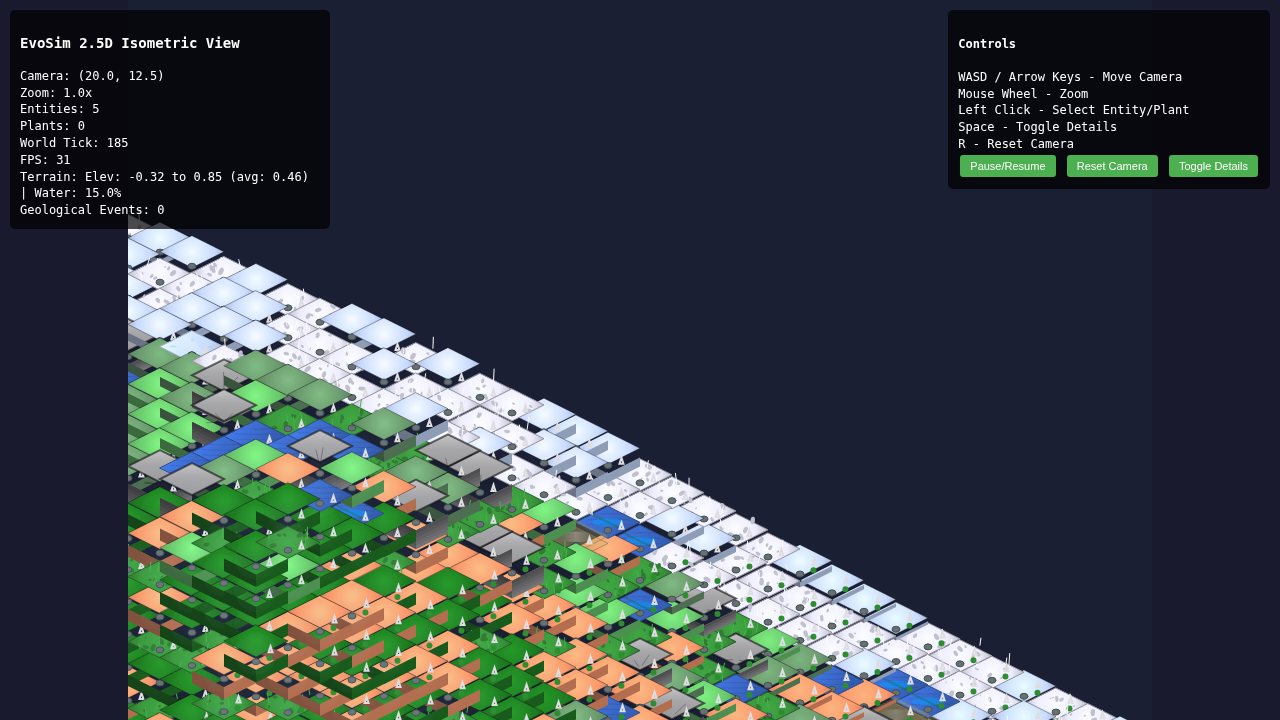 EvoSim 2.5D Isometric View
Camera: (20.0, 12.5)
Zoom: 1.0x
Entities: 5
Plants: 0
World Tick: 185
FPS: 31
Terrain: Elev: -0.32 to 0.85 (avg: 0.46)
| Water: 15.0%
Geological Events: 0
Controls
WASD / Arrow Keys - Move Camera
Mouse Wheel - Zoom
Left Click - Select Entity/Plant
Space - Toggle Details
R - Reset Camera
Pause/Resume Reset Camera Toggle Details